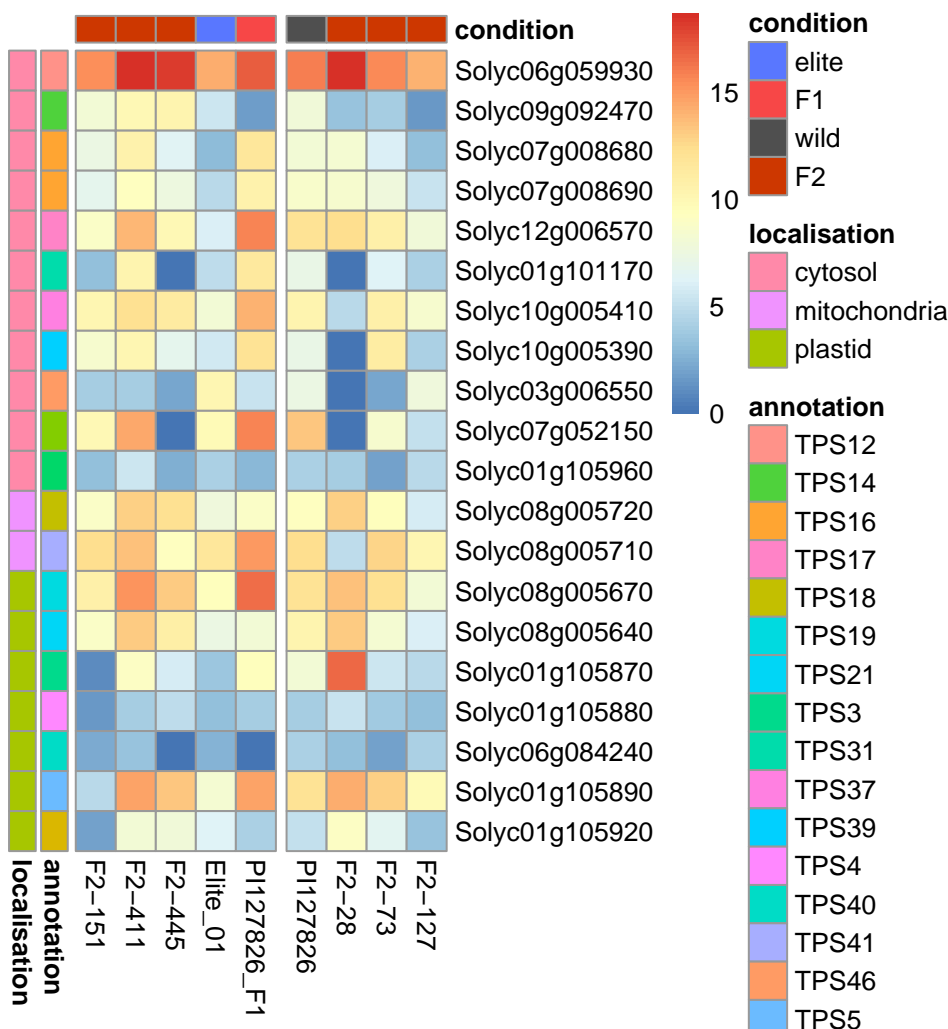 condition
Solyc06g059930
Solyc09g092470
Solyc07g008680
Solyc07g008690
Solyc12g006570
Solyc01g101170
Solyc10g005410
Solyc10g005390
Solyc03g006550
Solyc07g052150
Solyc01g105960
Solyc08g005720
Solyc08g005710
Solyc08g005670
Solyc08g005640
Solyc01g105870
Solyc01g105880
Solyc06g084240
Solyc01g105890
Solyc01g105920
localisation
annotation
F2−151
F2−411
F2−445
Elite_01
PI127826_F1
PI127826
F2−28
F2−73
F2−127
15
10
5
0
condition
elite
F1
wild
F2
localisation
cytosol
mitochondria
plastid
annotation
TPS12
TPS14
TPS16
TPS17
TPS18
TPS19
TPS21
TPS3
TPS31
TPS37
TPS39
TPS4
TPS40
TPS41
TPS46
TPS5